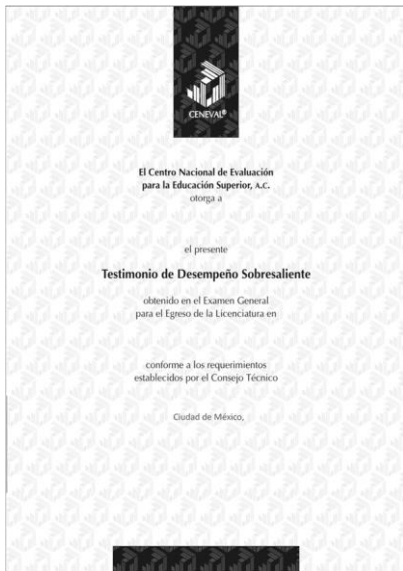 CENEVAL®
El Centro Nacional de Evaluación
para la Educación Superior, A.C.
otorga a
el presente
Testimonio de Desempeño Sobresaliente
obtenido en el Examen General
para el Egreso de la Licenciatura en
conforme a los requerimientos
establecidos por el Consejo Técnico
Ciudad de México,